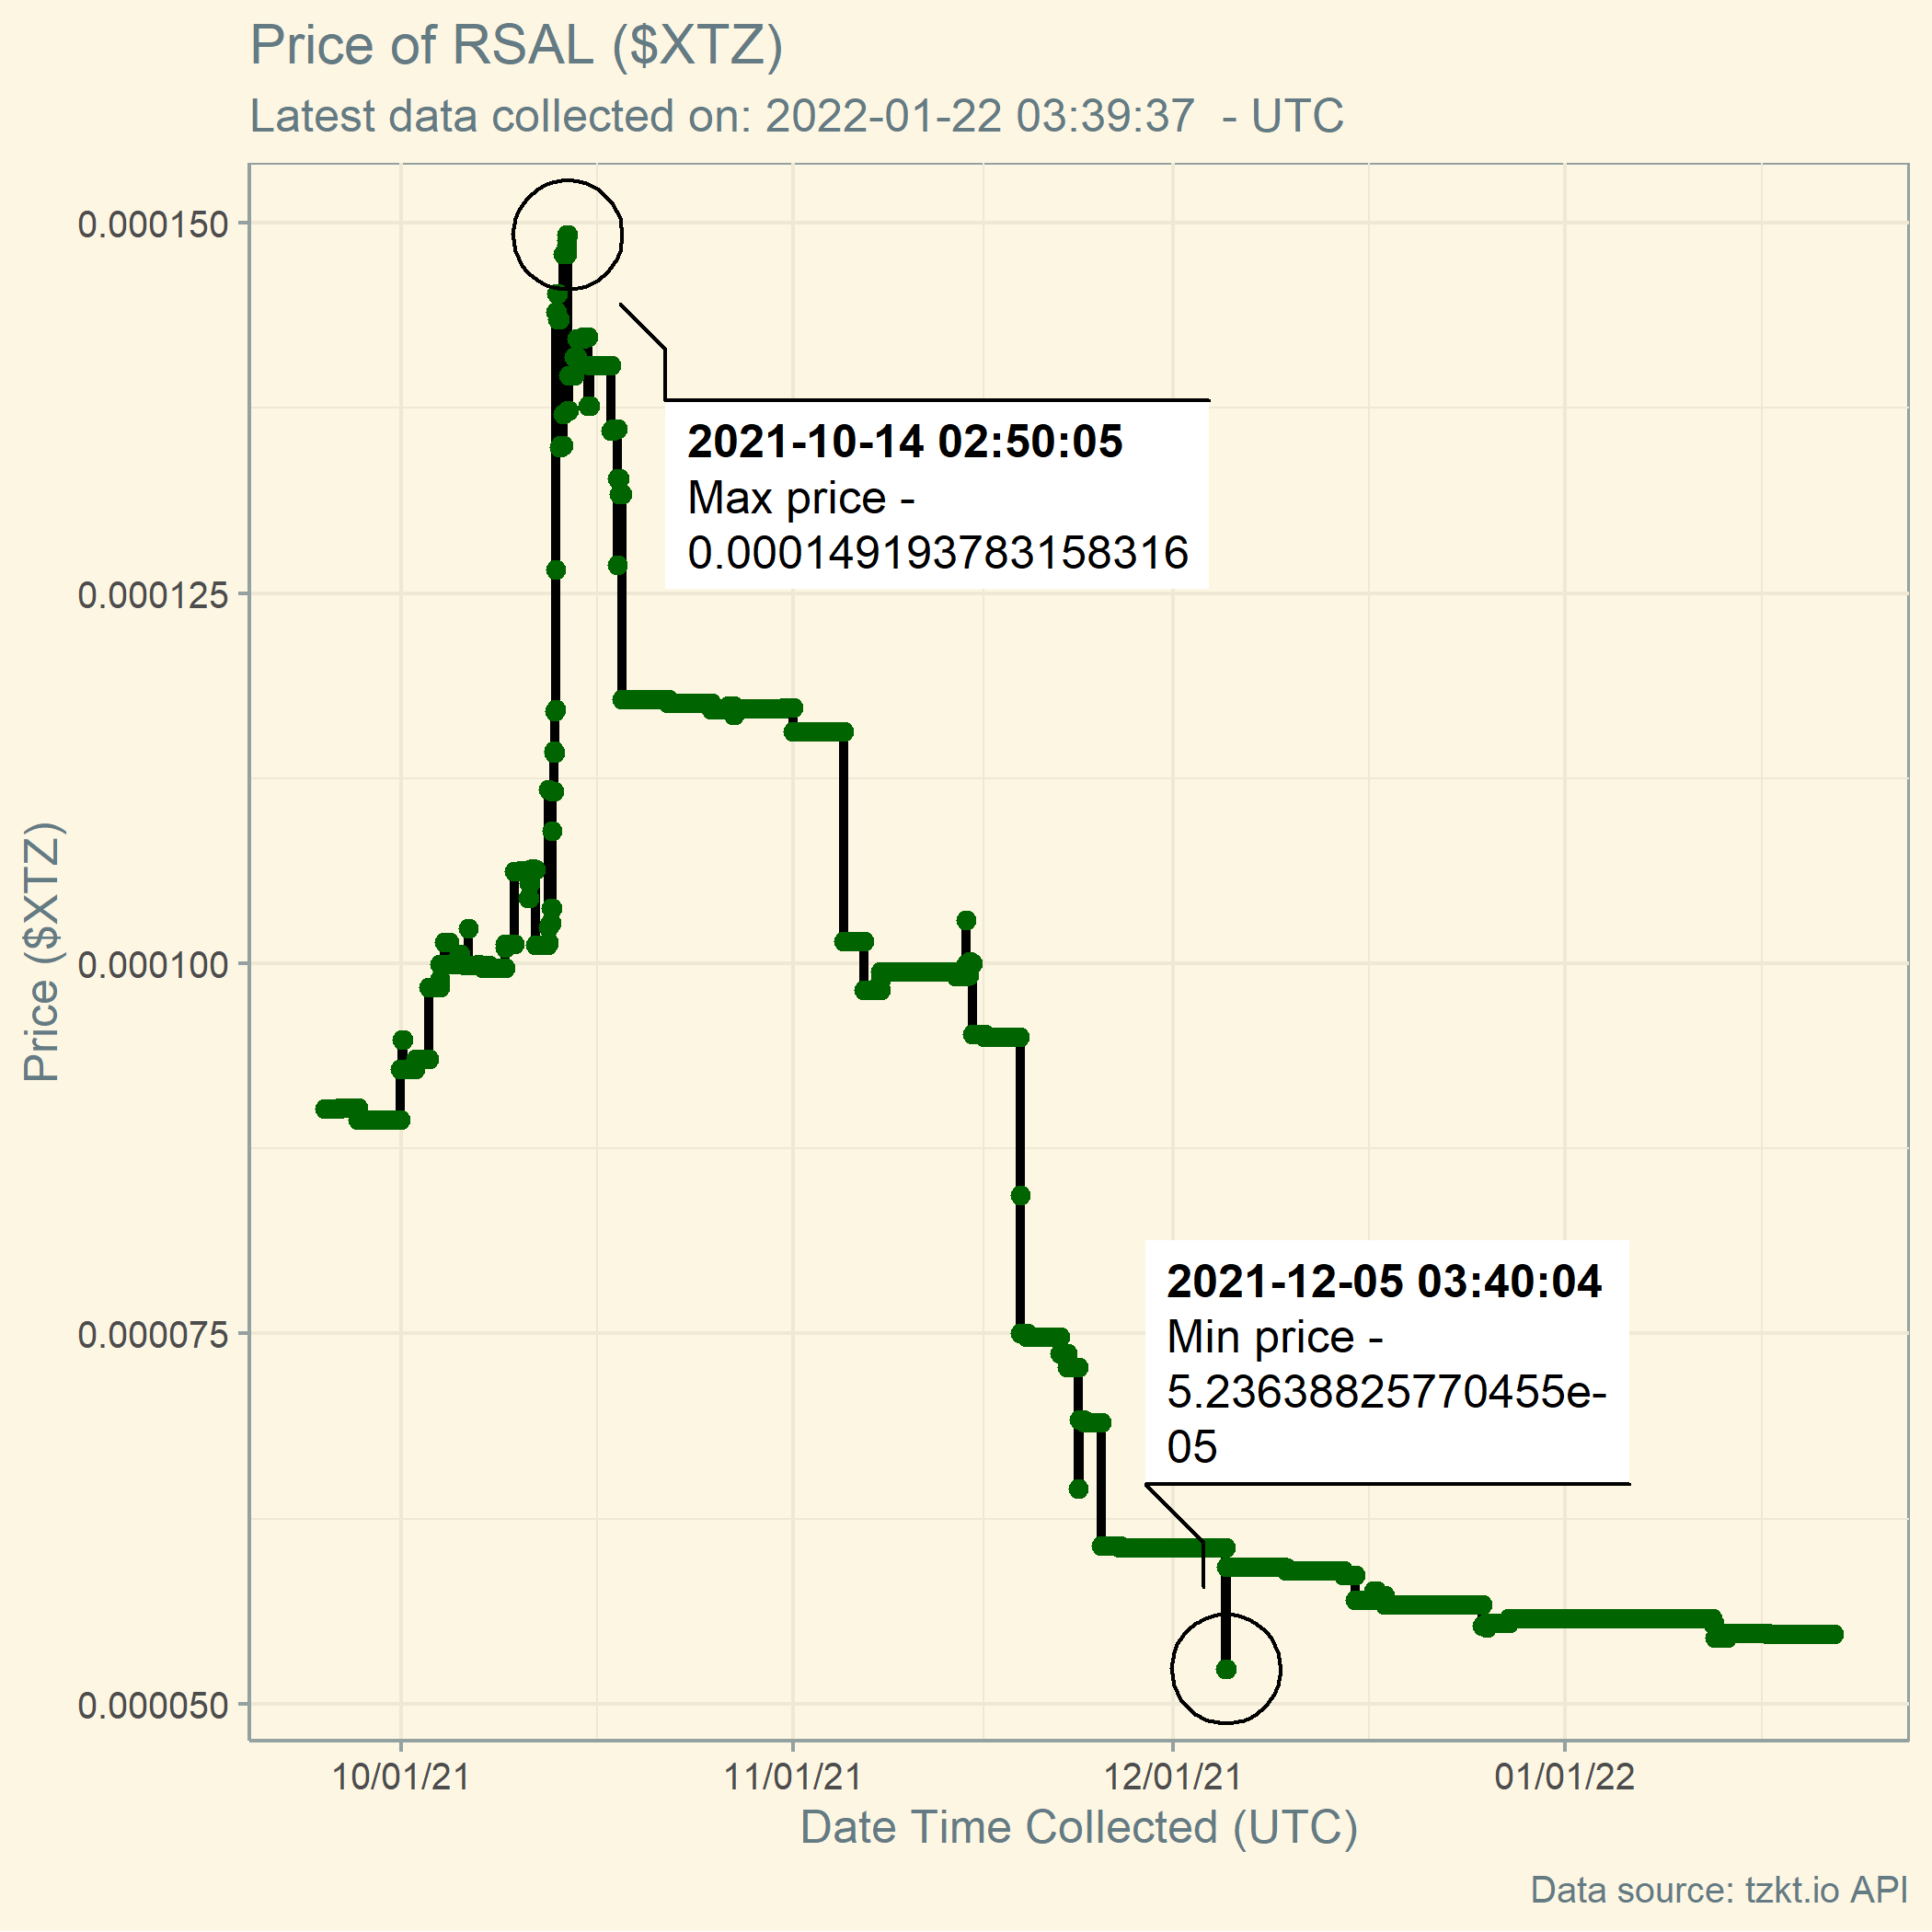 Price of RSAL ($XTZ)
Latest data collected on: 2022-01-22 03:39:37  - UTC
0.000150
0.000125
0.000100
0.000075
0.000050
Price ($XTZ)
2021-10-14 02:50:05
Max price -
0.000149193783158316
2021-12-05 03:40:04
Min price -
5.23638825770455e-
05
10/01/21
11/01/21
12/01/21
01/01/22
Date Time Collected (UTC)
Data source: tzkt.io API